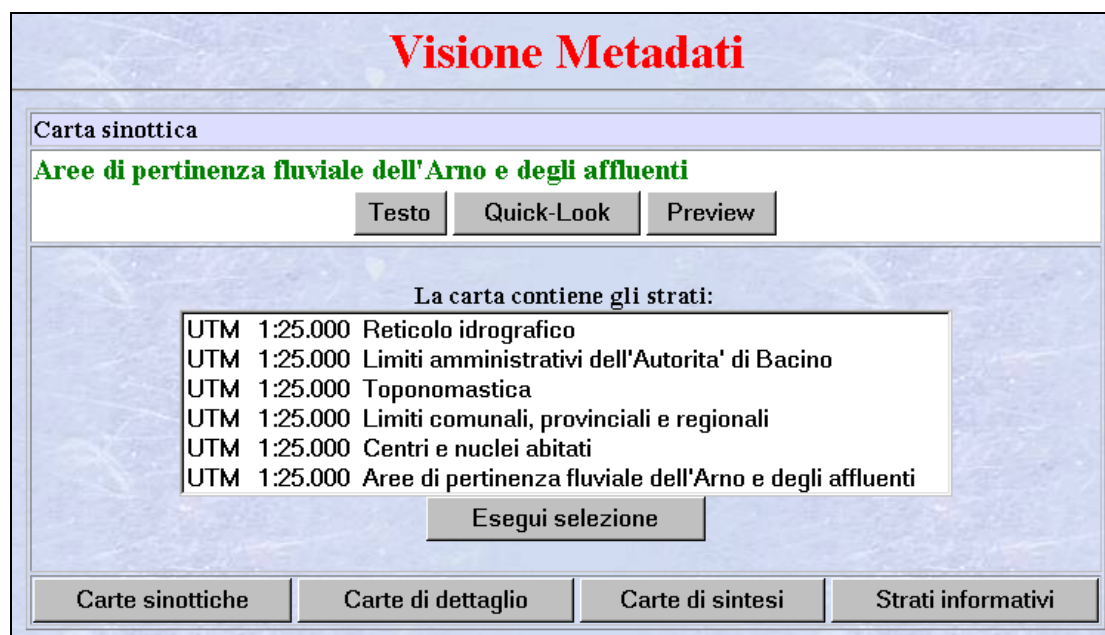 Visione Metadati
Carta sinottica
Aree di pertinenza fluviale dell'Arno e degli affluenti
Testo Quick-Look Preview
La carta contiene gli strati:
UTM 1:25.000 Reticolo idrografico
UTM 1:25.000 Limiti amministrativi dell'Autorita' di Bacino
UTM 1:25.000 Toponomastica
UTM 1:25.000 Limiti comunali, provinciali e regionali
UTM 1:25.000 Centri e nuclei abitati
UTM 1:25.000 Aree di pertinenza fluviale dell'Arno e degli affluenti
Esegui selezione
Carte sinottiche Carte di dettaglio Carte di sintesi Strati informativi